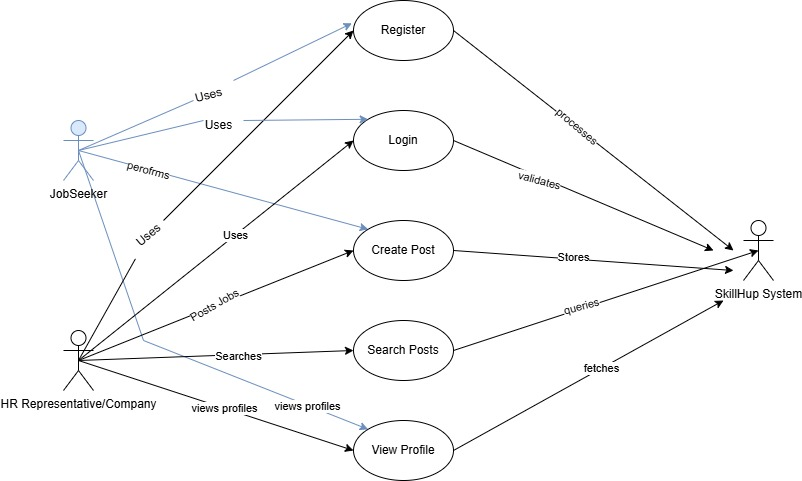 Register
Uses
processes
Uses
Login
perofrms
validates
JobSeeker
Uses
Uses
Create Post
Stores
SkillHup System
Posts Jobs
queries
Searches
Search Posts
fetches
HR Representative/Company
views profiles
views profiles
View Profile